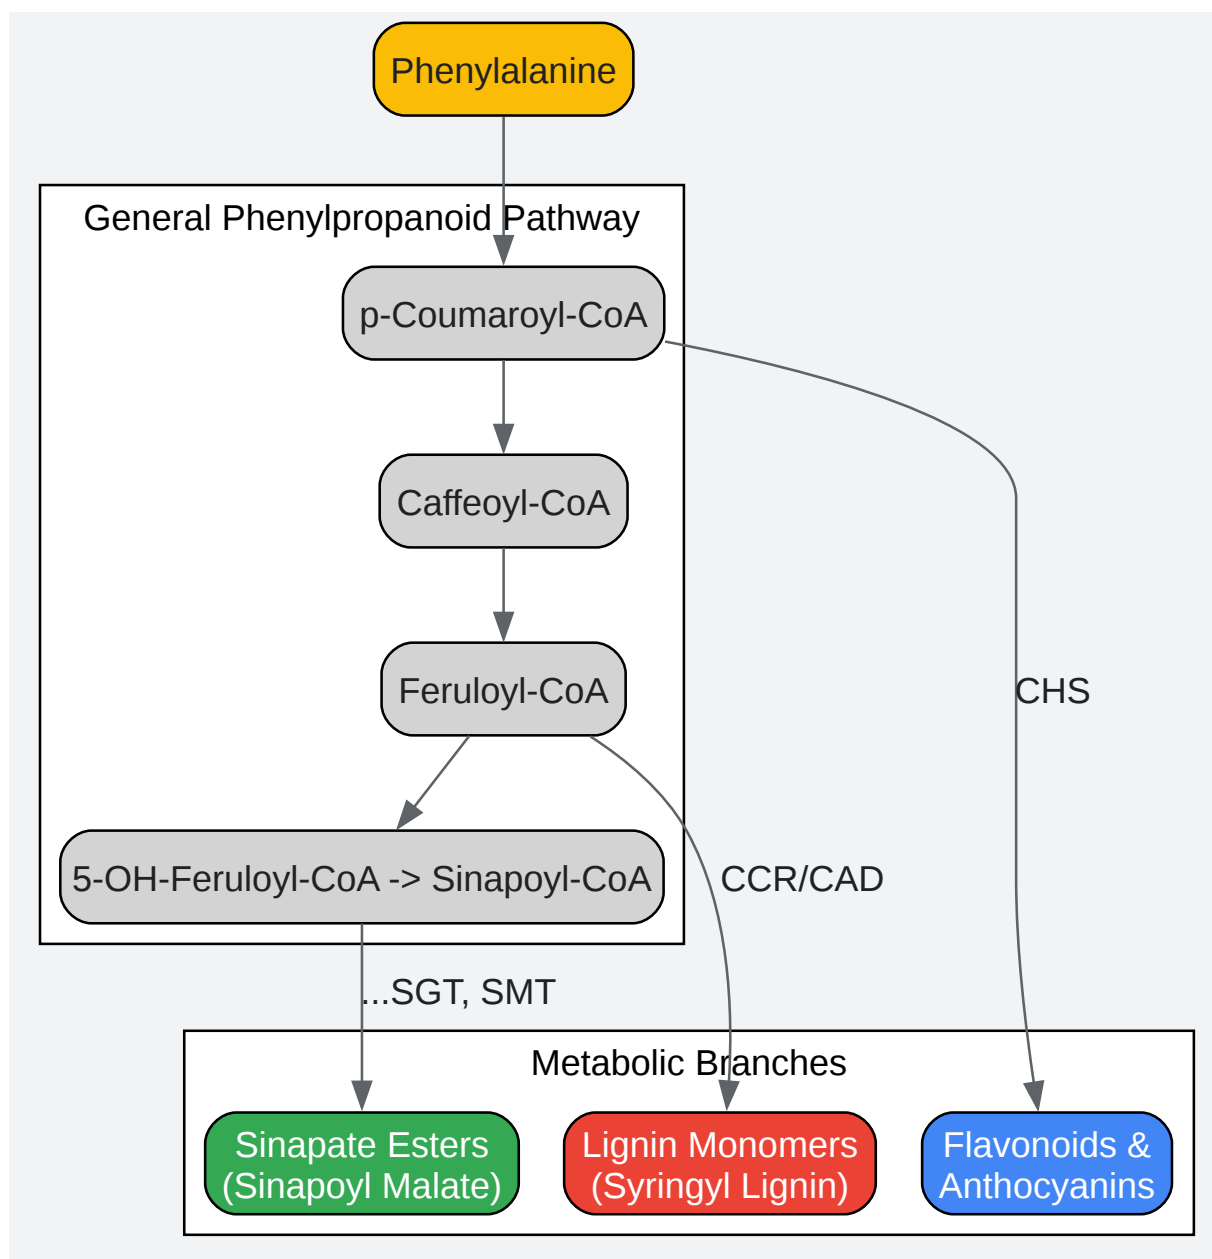 Phenylalanine
General Phenylpropanoid Pathway
p-Coumaroyl-CoA
Caffeoyl-CoA
Feruloyl-CoA
CHS
5-OH-Feruloyl-CoA -> Sinapoyl-CoA
CCR/CAD
...SGT, SMT
Metabolic Branches
Sinapate Esters
(Sinapoyl Malate)
Lignin Monomers
(Syringyl Lignin)
Flavonoids &
Anthocyanins